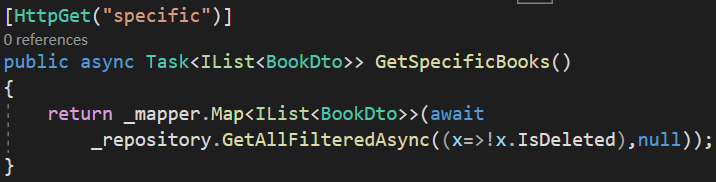 [HttpGet("specific")]
0 references
public async Task<IList<BookDto>> GetSpecificBooks()
{
return _mapper.Map<IList<BookDto>>(await
_repository.GetAllFilteredAsync((x=>!x.IsDeleted),null));
}